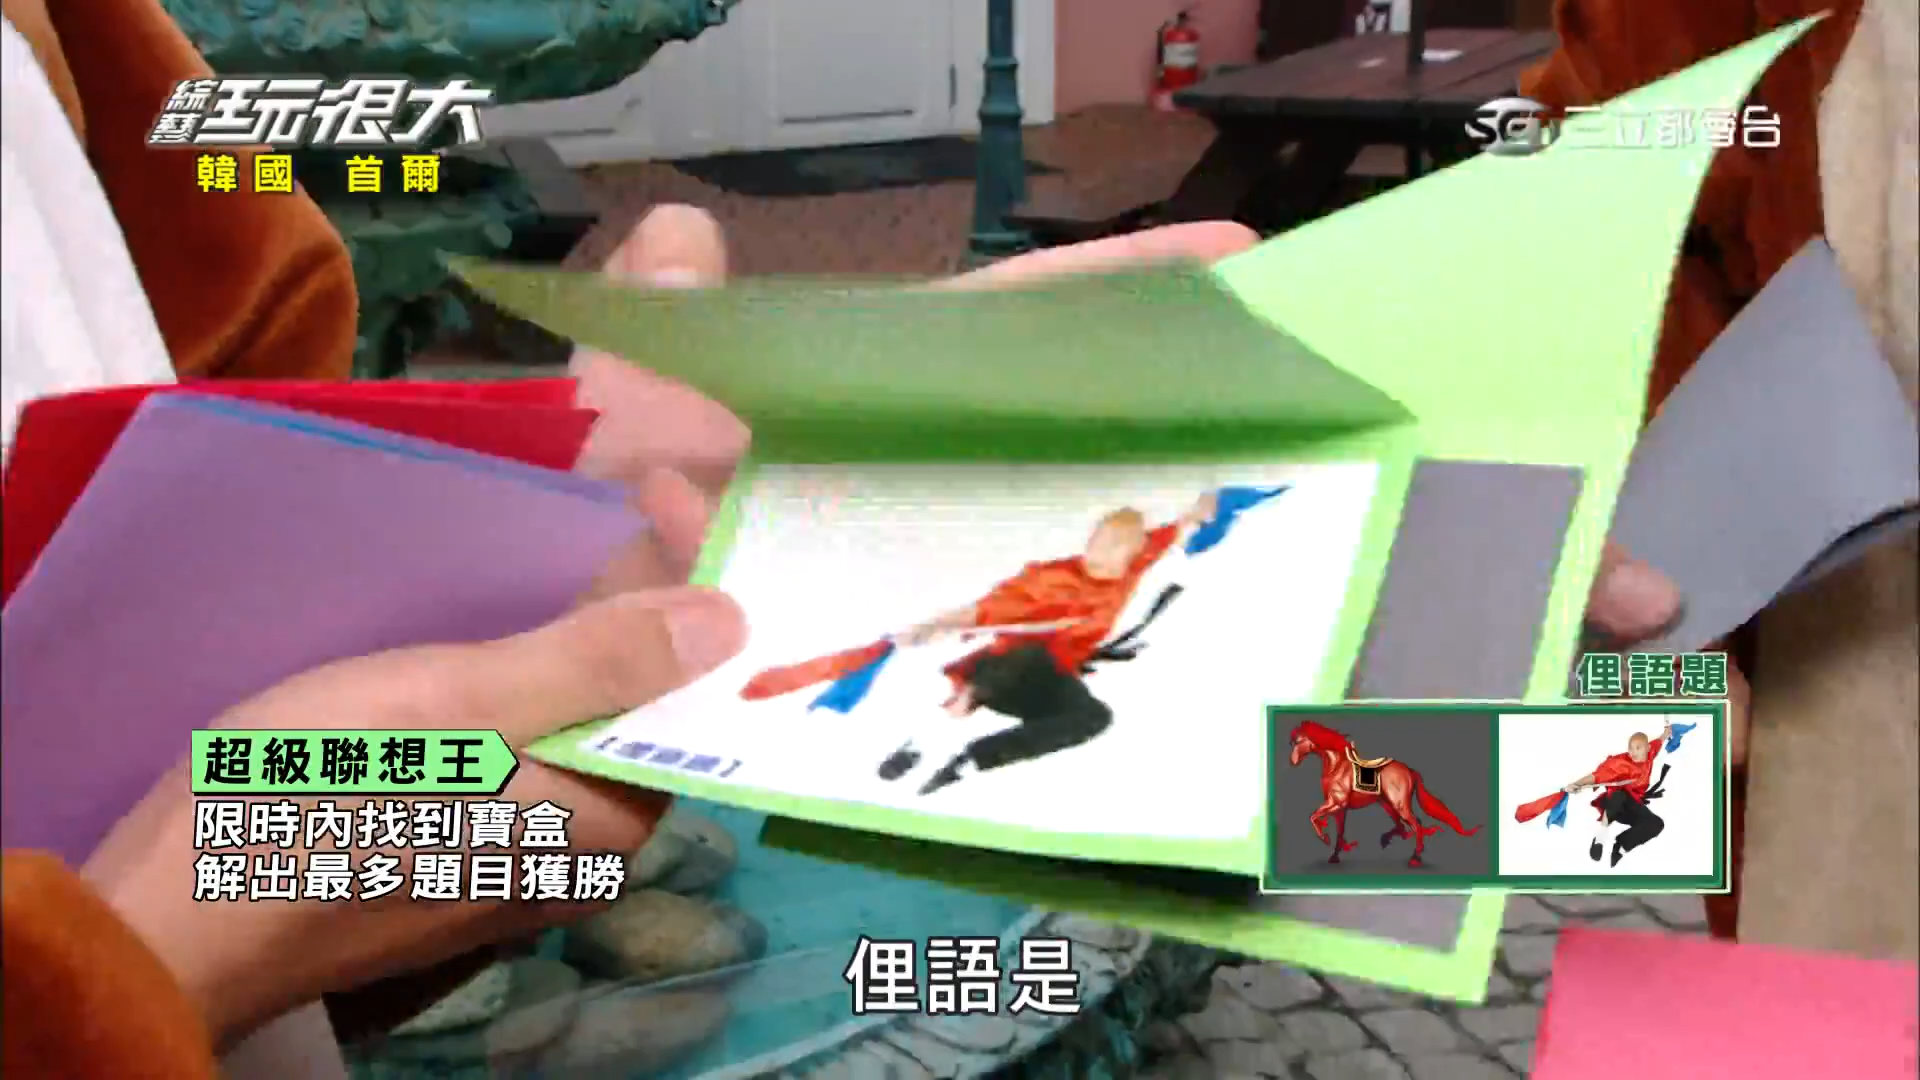 綜藝玩很大
韓國 首爾
SET 三立都會台
俚語題
超級聯想王
限時內找到寶盒
解出最多題目獲勝
俚語是